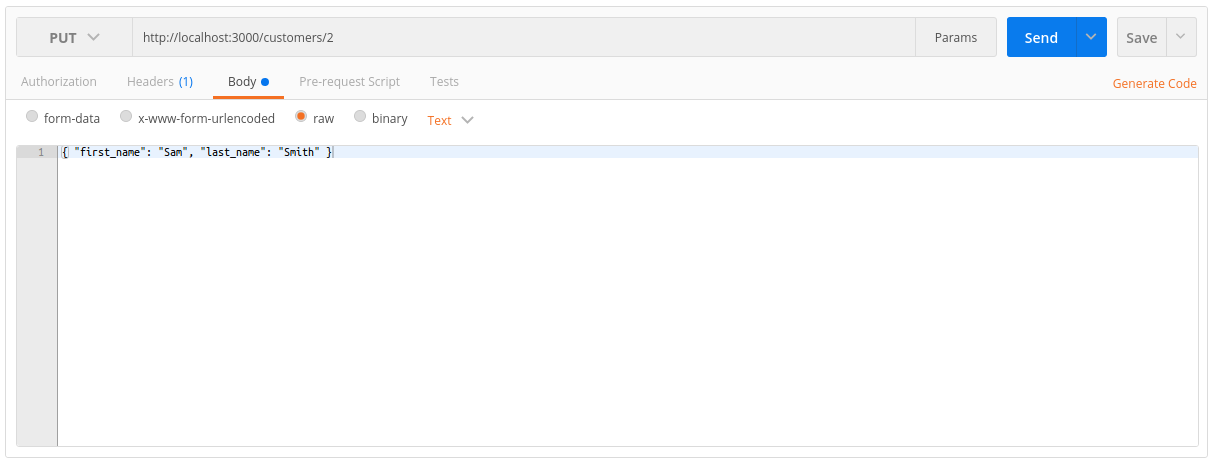 PUT http://localhost:3000/customers/2 Params Send Save
Authorization Headers (1) Body Pre-request Script Tests Generate Code
form-data x-www-form-urlencoded raw binary Text
1 { "first_name": "Sam", "last_name": "Smith" }